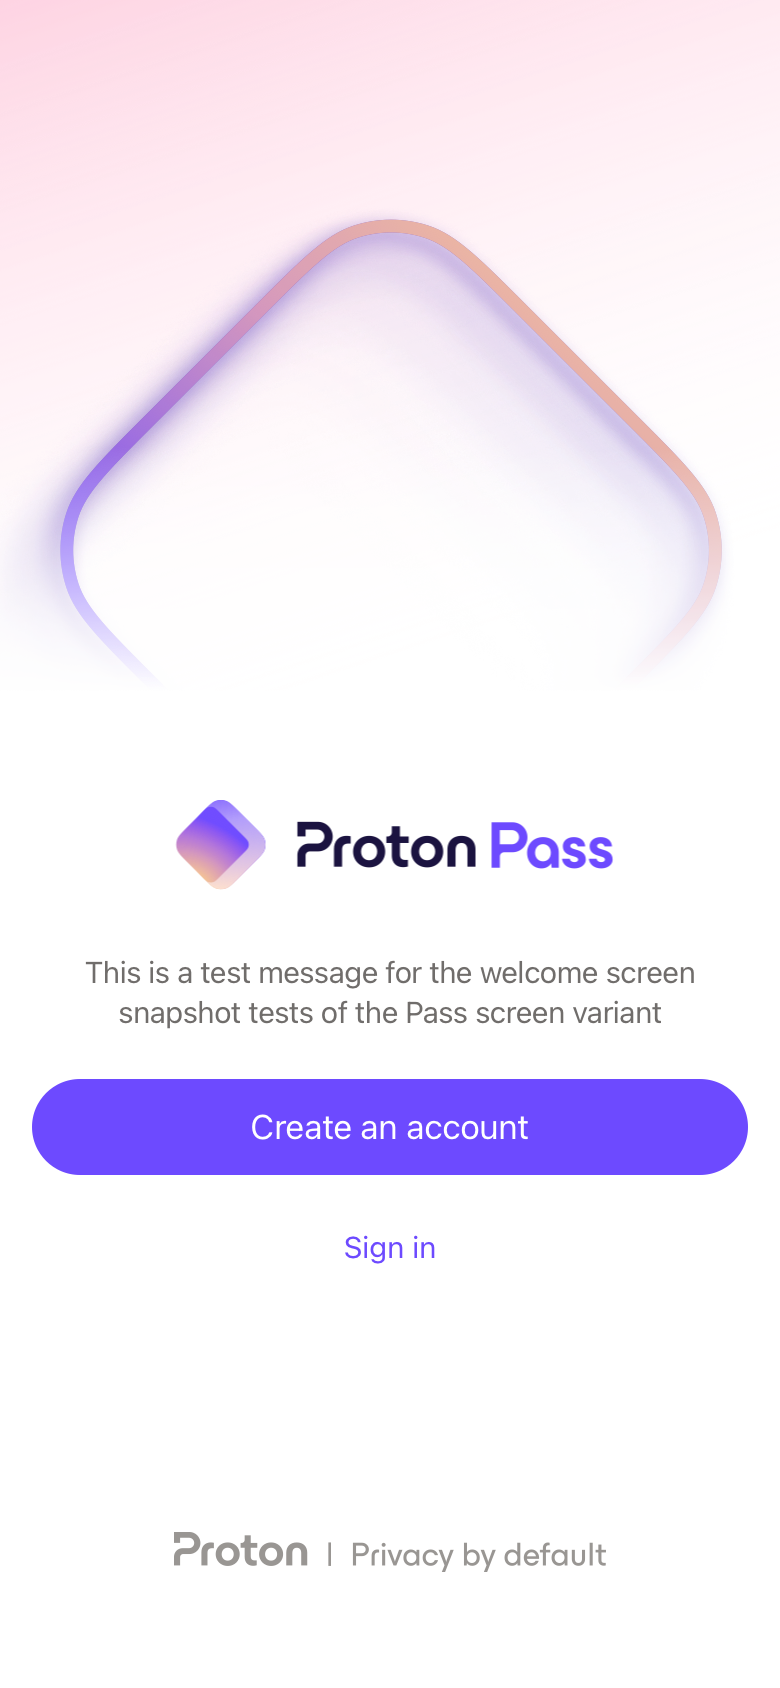 Proton Pass
This is a test message for the welcome screen
snapshot tests of the Pass screen variant
Create an account
Sign in
Proton | Privacy by default